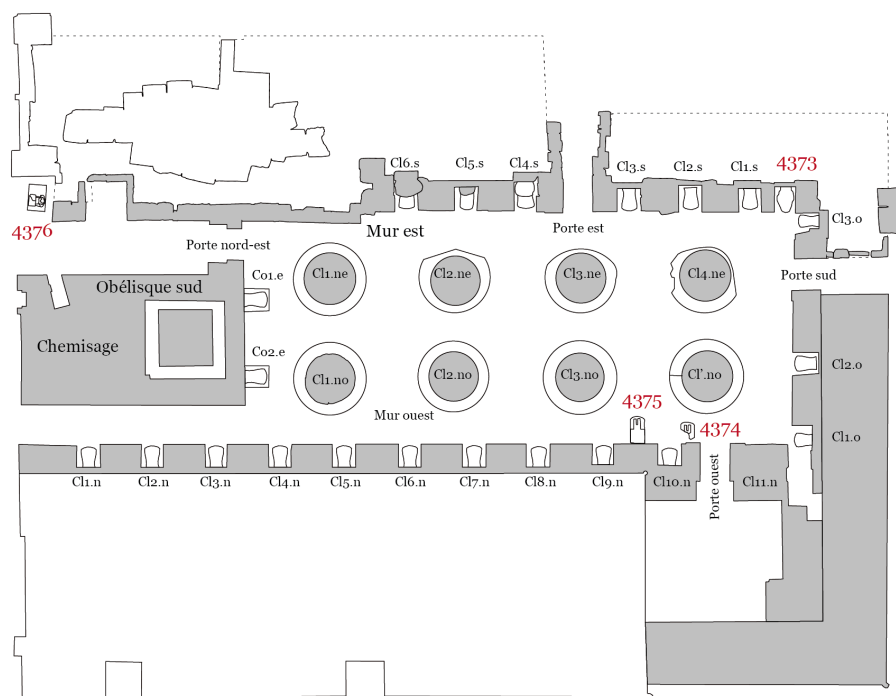 Cl6.s
Cl5.s
Cl4.s
Cl3.s
Cl2.s
Cl1.s
4373
4376
Cl3.o
Porte nord-est
Mur est
Porte est
Co1.e
Cl1.ne
Cl2.ne
Cl3.ne
Cl4.ne
Porte sud
Obélisque sud
Chemisage
Co2.e
Cl1.no
Cl2.no
Cl3.no
Cl'.no
Cl2.o
Mur ouest
4375
4374
Cl1.o
Cl1.n
Cl2.n
Cl3.n
Cl4.n
Cl5.n
Cl6.n
Cl7.n
Cl8.n
Cl9.n
Cl10.n
Porte ouest
Cl11.n